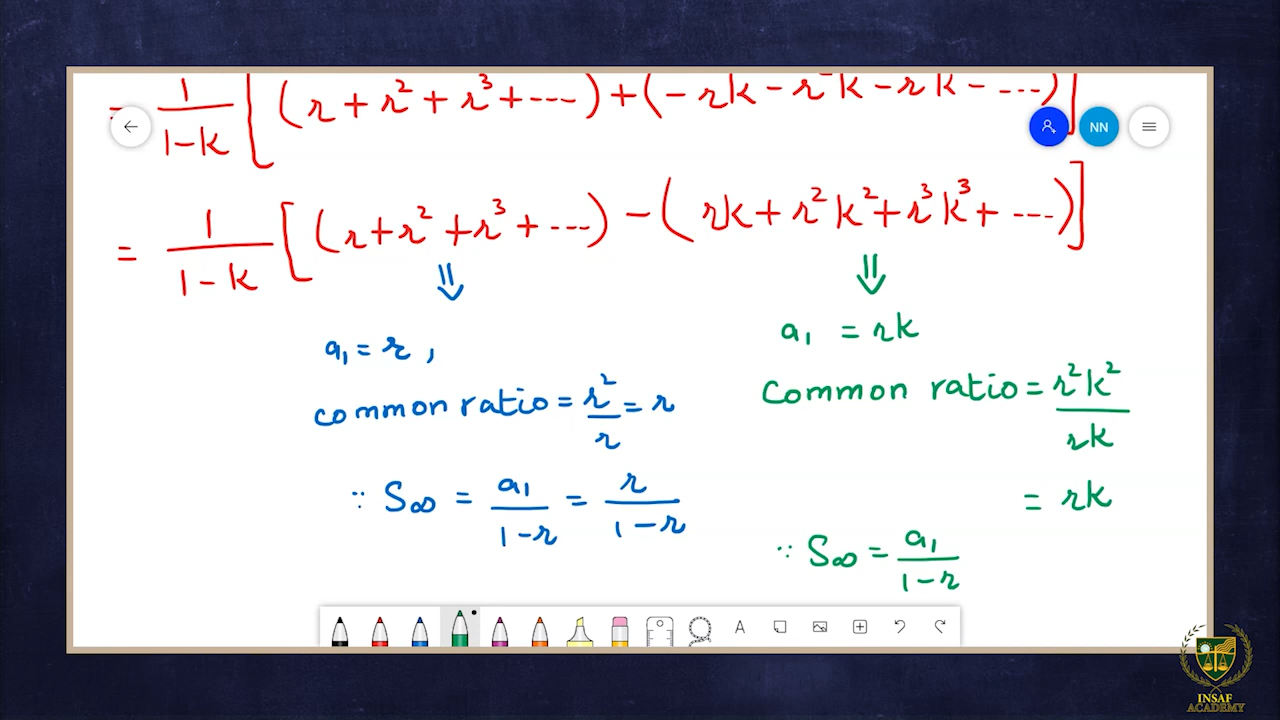 = 1/(1-k) [(r + r² + r³ + ----) + (-rk - r²k - rk - ----)]
= 1/(1-k) [(r + r² + r³ + ---) - (rk + r²k² + r³k³ + ---)]
⇓ ⇓
a₁ = r ,
common ratio = r²/r = r
∵ S∞ = a₁/(1-r) = r/(1-r)
a₁ = rk
common ratio = r²k²/rk
= rk
∵ S∞ = a₁/(1-r)
NN
A
INSAF
ACADEMY